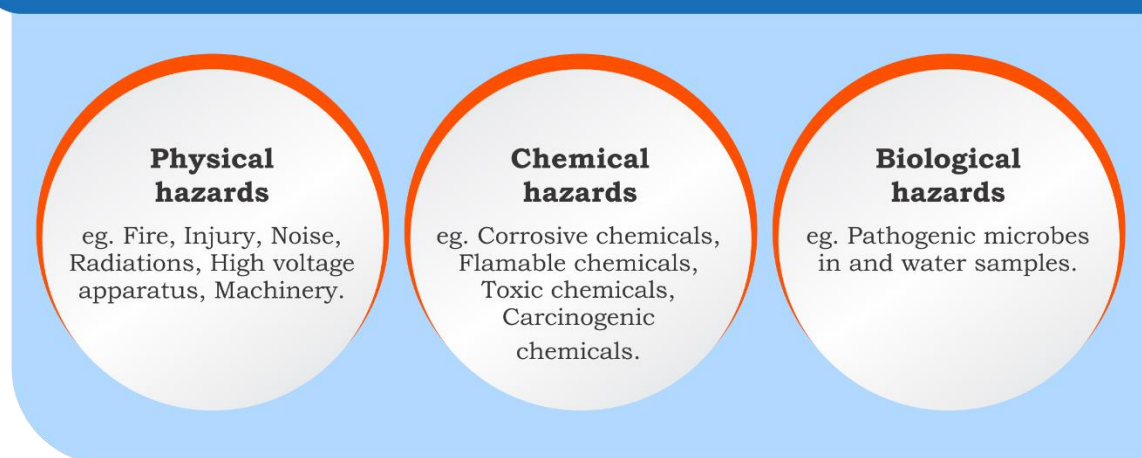 Physical
hazards
eg. Fire, Injury, Noise,
Radiations, High voltage
apparatus, Machinery.
Chemical
hazards
eg. Corrosive chemicals,
Flamable chemicals,
Toxic chemicals,
Carcinogenic
chemicals.
Biological
hazards
eg. Pathogenic microbes
in and water samples.